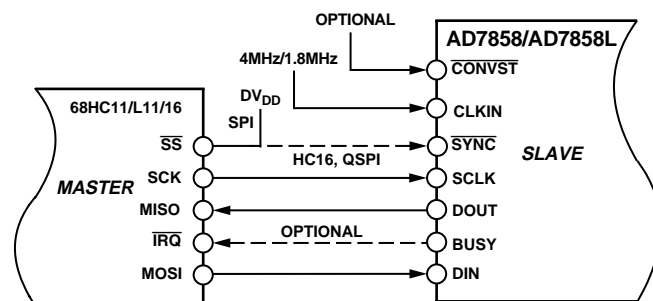 OPTIONAL
AD7858/AD7858L
4MHz/1.8MHz
CONVST
68HC11/L11/16
DVDD
CLKIN
SPI
SS
SYNC
HC16, QSPI
SLAVE
MASTER
SCK
SCLK
MISO
DOUT
OPTIONAL
IRQ
BUSY
MOSI
DIN